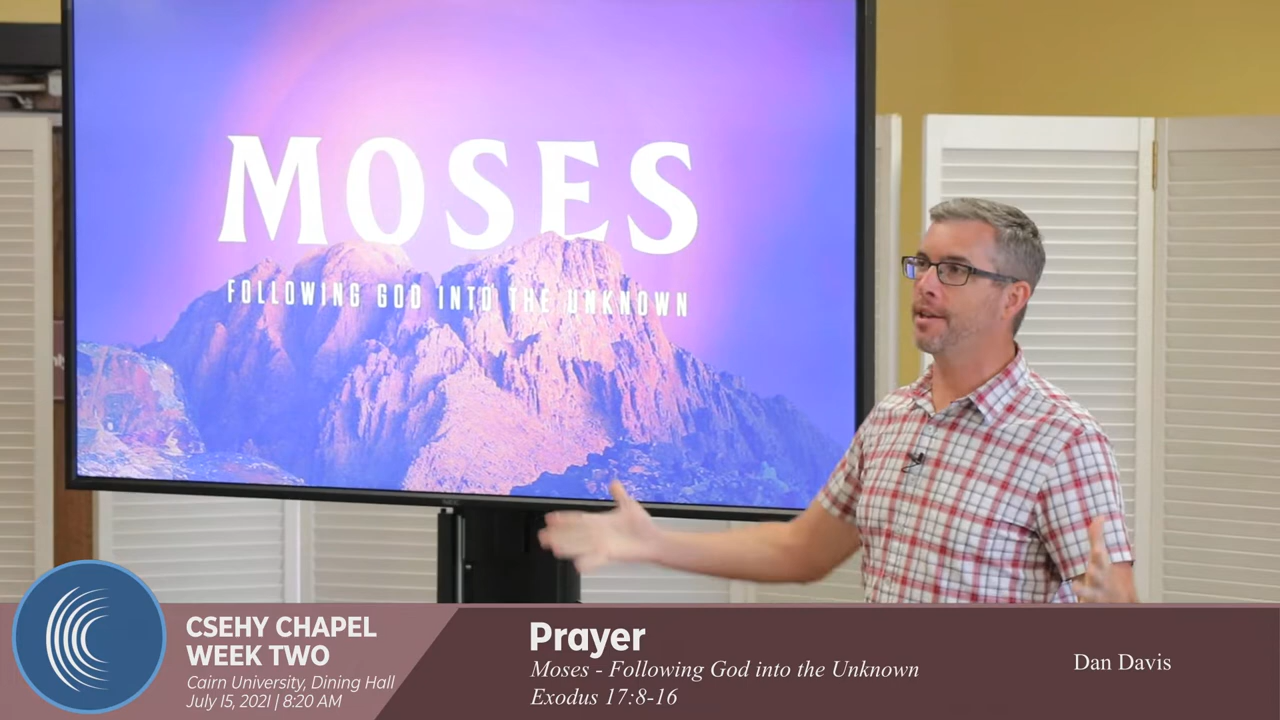 MOSES
FOLLOWING GOD INTO THE UNKNOWN
NEC
CSEHY CHAPEL
WEEK TWO
Cairn University, Dining Hall
July 15, 2021 | 8:20 AM
Prayer
Moses - Following God into the Unknown
Exodus 17:8-16
Dan Davis